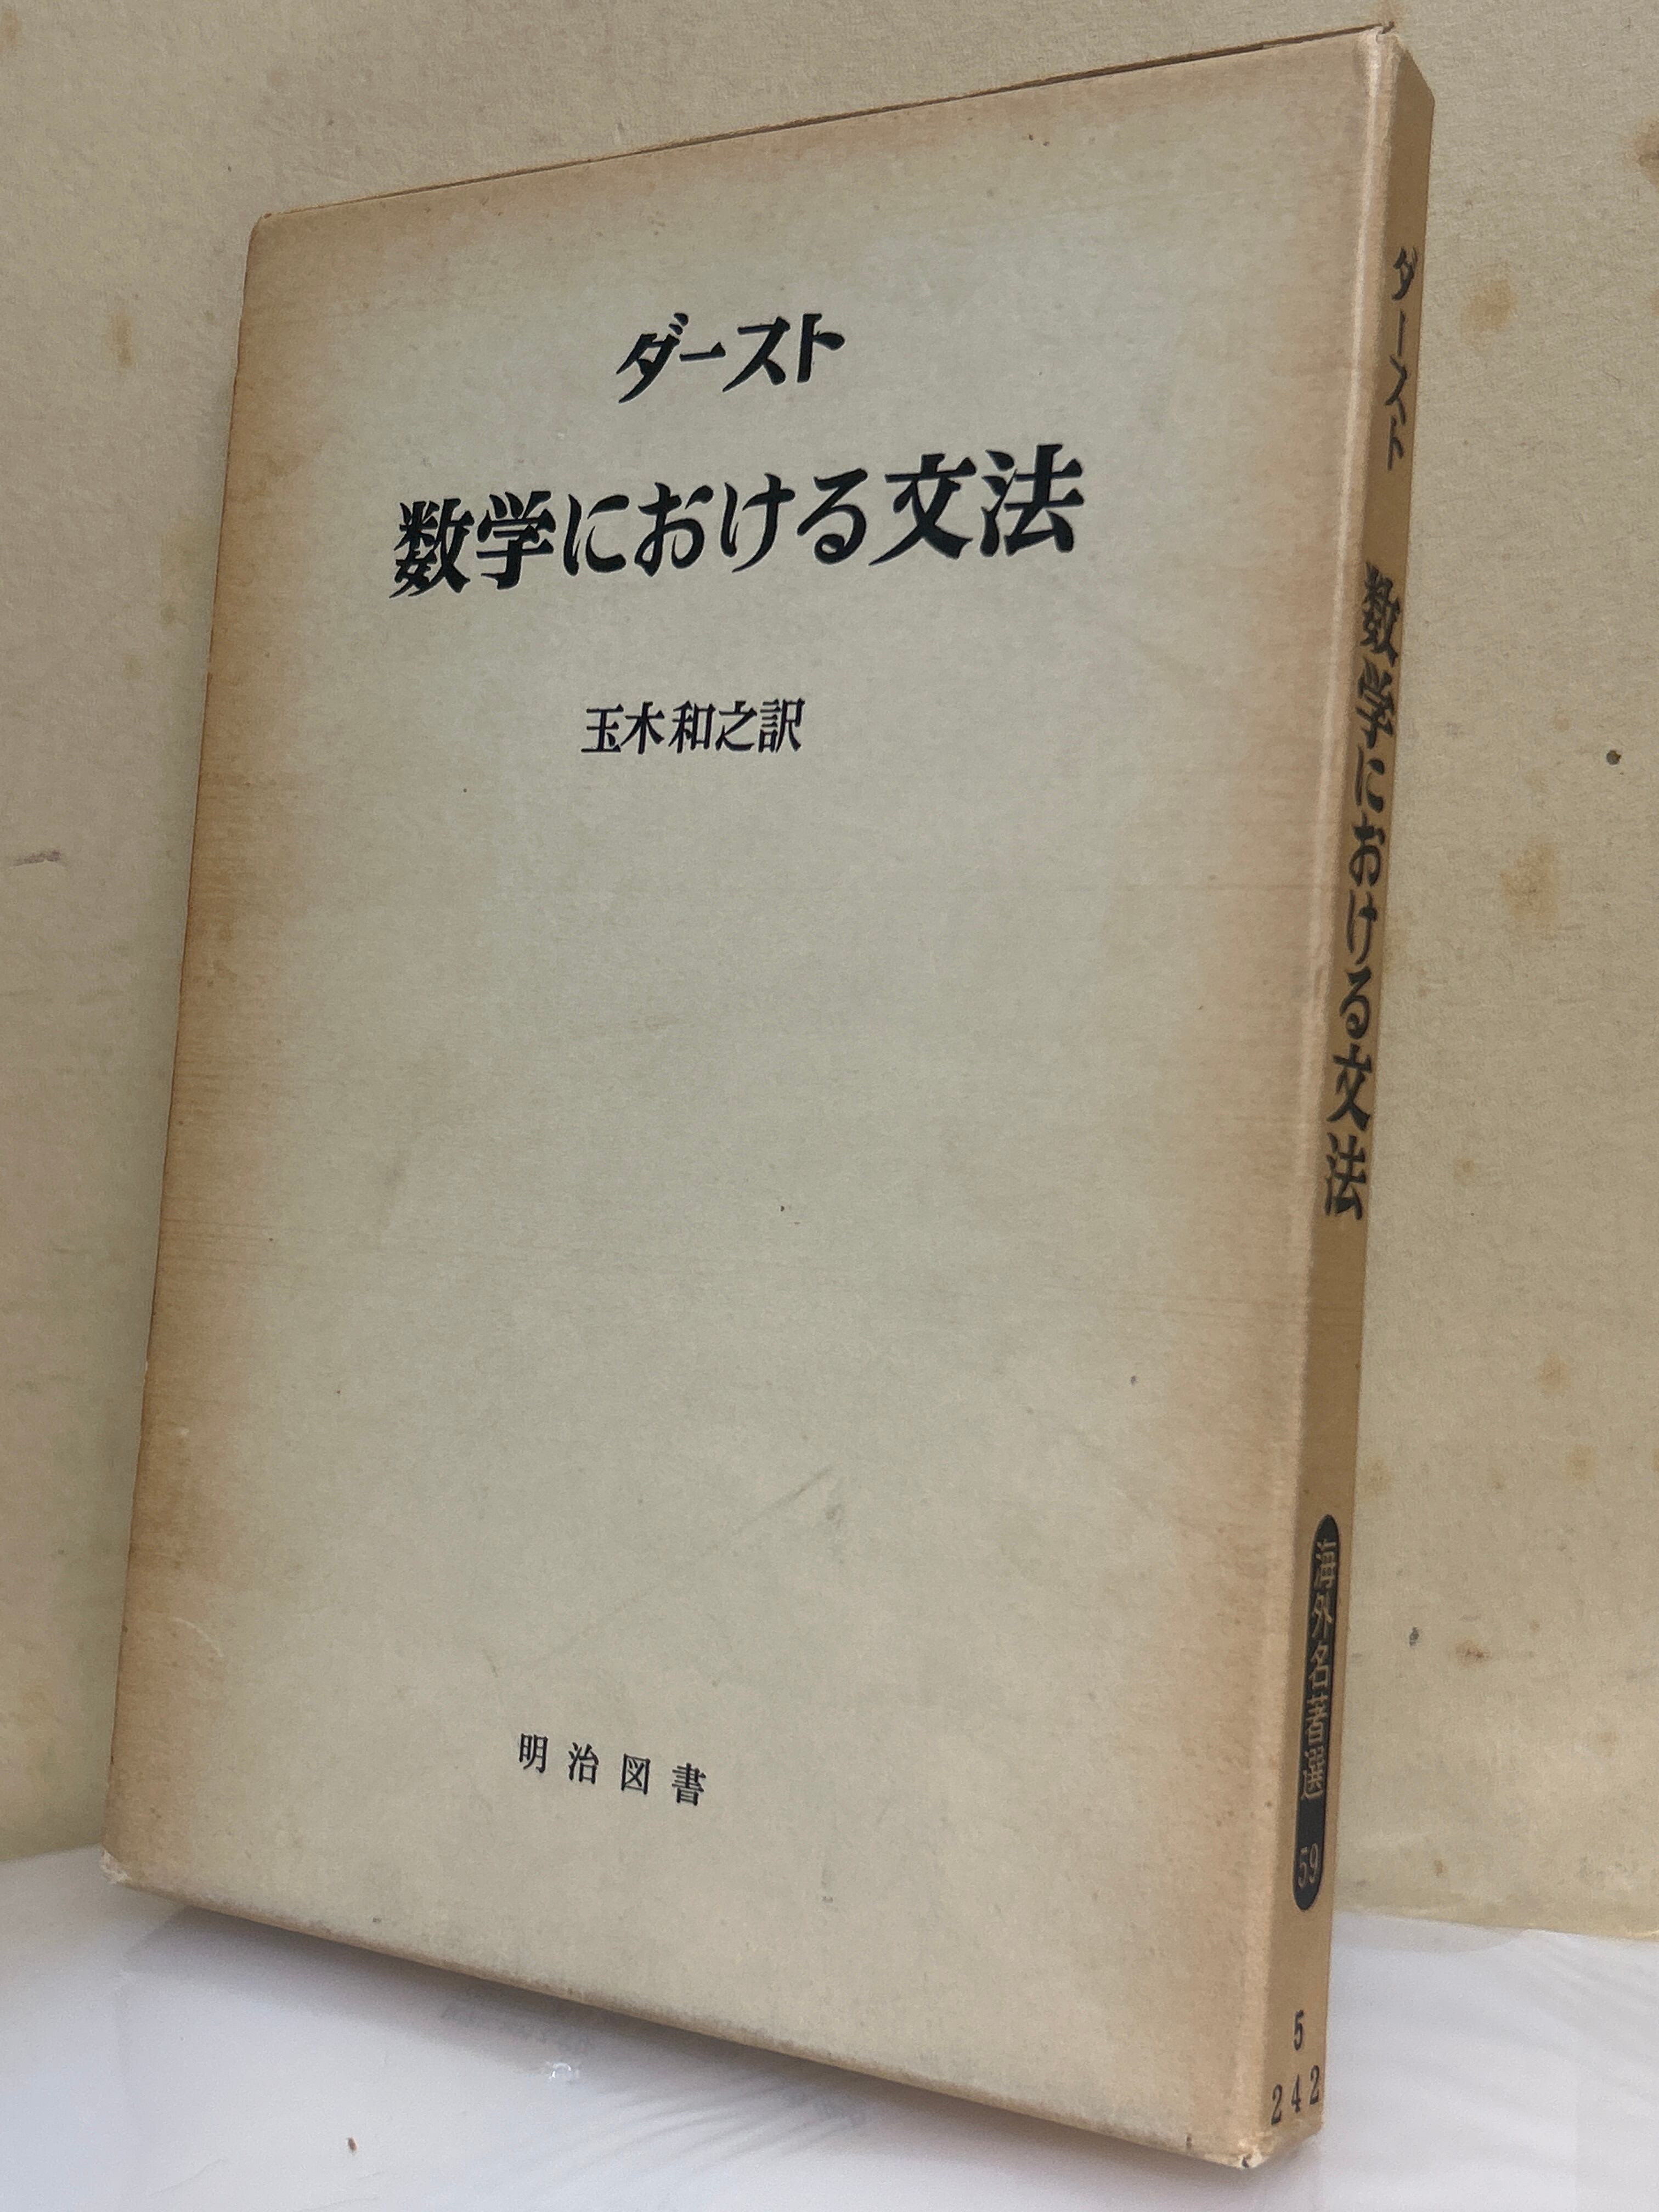 ダースト
数学における文法
玉木和之訳
明治図書
ダースト
数学における文法
海外名著選 59
5
242